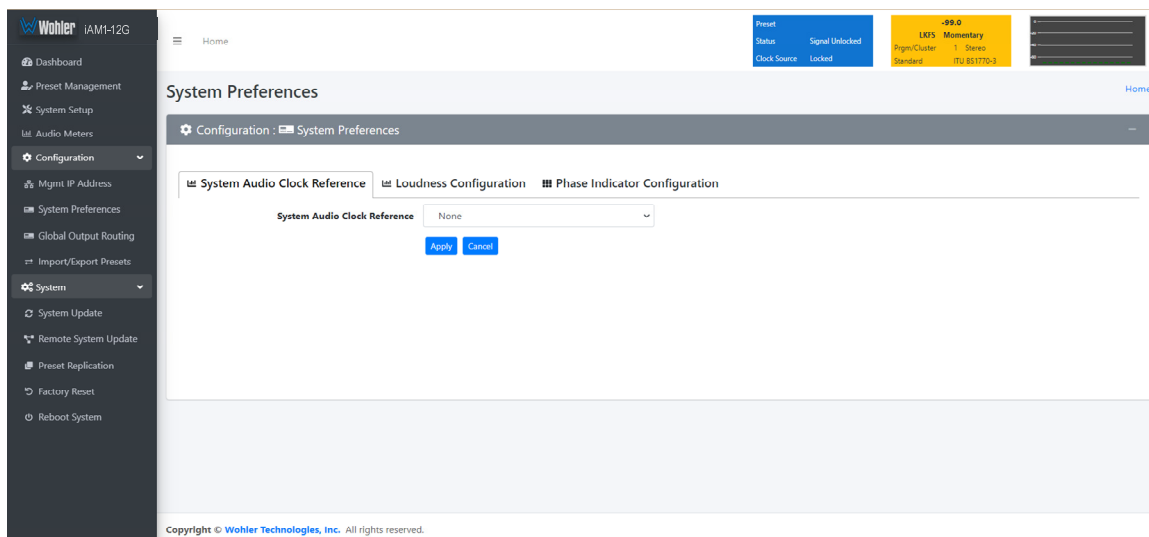 Wohler iAM1-12G
Dashboard
Preset Management
System Setup
Audio Meters
Configuration
Mgmt IP Address
System Preferences
Global Output Routing
Import/Export Presets
System
System Update
Remote System Update
Preset Replication
Factory Reset
Reboot System
Home
Preset
Status Signal Unlocked
Clock Source Locked
-99.0
LKFS Momentary
Prgm/Cluster 1 Stereo
Standard ITU BS1770-3
System Preferences
Home
Configuration : System Preferences
System Audio Clock Reference Loudness Configuration Phase Indicator Configuration
System Audio Clock Reference None
Apply Cancel
Copyright © Wohler Technologies, Inc. All rights reserved.